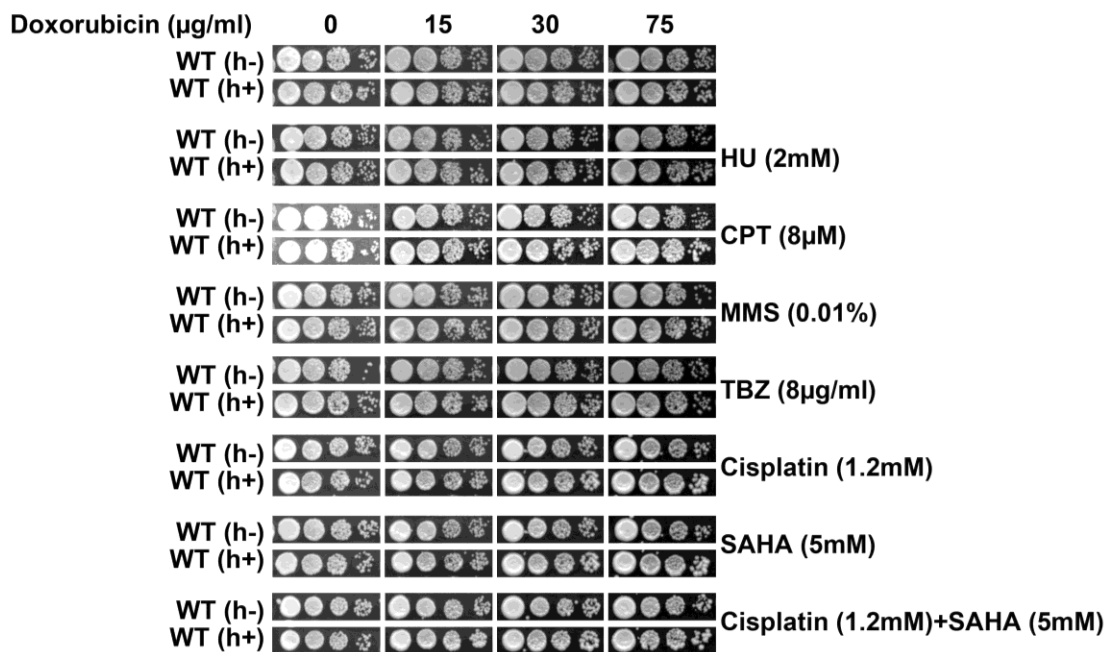 Doxorubicin (µg/ml) 0 15 30 75
WT (h-)
WT (h+)
WT (h-)
WT (h+)
HU (2mM)
WT (h-)
WT (h+)
CPT (8µM)
WT (h-)
WT (h+)
MMS (0.01%)
WT (h-)
WT (h+)
TBZ (8µg/ml)
WT (h-)
WT (h+)
Cisplatin (1.2mM)
WT (h-)
WT (h+)
SAHA (5mM)
WT (h-)
WT (h+)
Cisplatin (1.2mM)+SAHA (5mM)